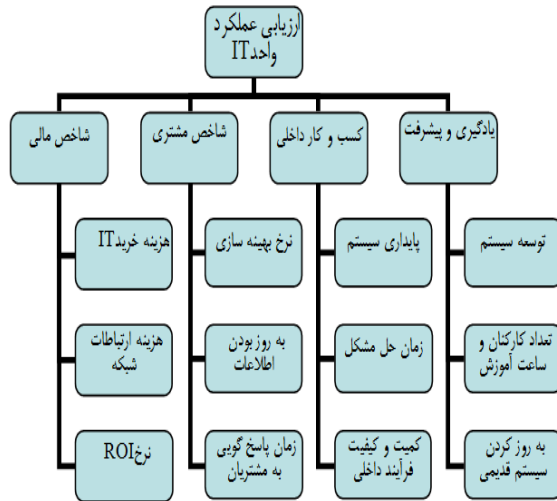 ارزیابی عملکرد
واحدIT
یادگیری و پیشرفت
کسب و کار داخلی
شاخص مشتری
شاخص مالی
توسعه سیستم
پایداری سیستم
نرخ بهینه سازی
هزینه خریدIT
تعداد کارکنان و
ساعت آموزش
زمان حل مشکل
به روز بودن
اطلاعات
هزینه ارتباطات
شبکه
به روز کردن
سیستم قدیمی
کمیت و کیفیت
فرآیند داخلی
زمان پاسخ گویی
به مشتریان
نرخROI